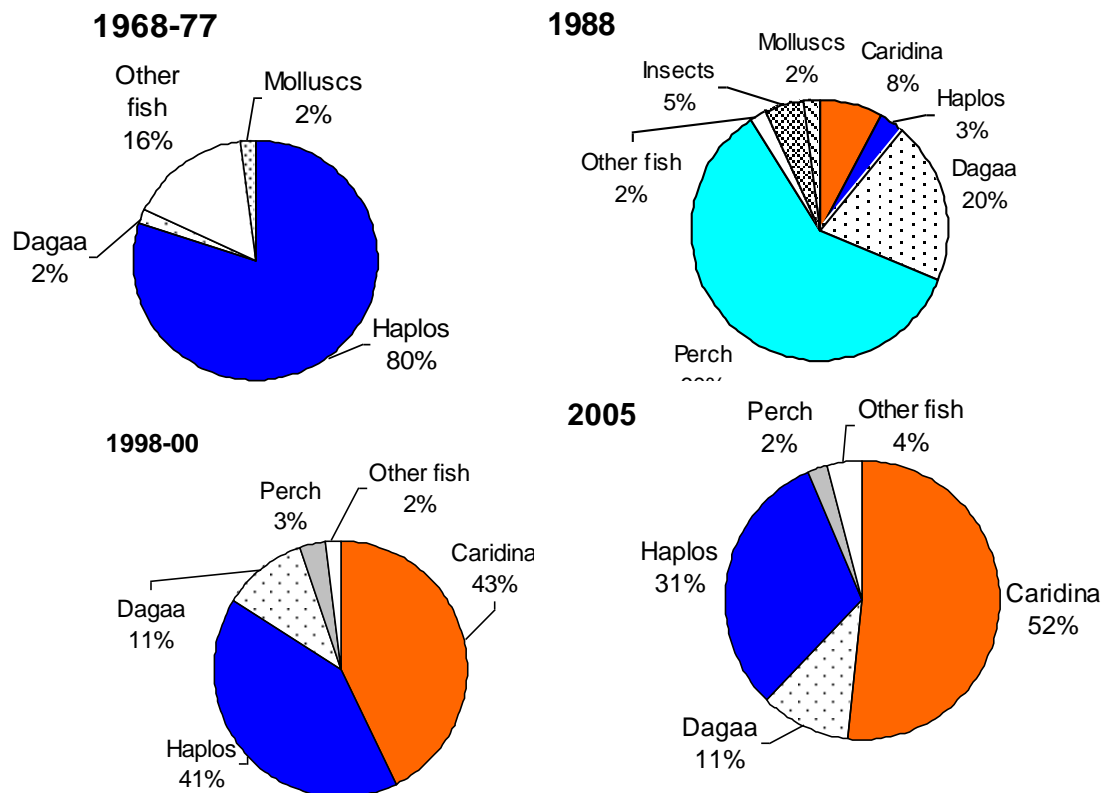 1968-77
Other
fish
16%
Molluscs
2%
Dagaa
2%
Haplos
80%
1988
Molluscs
2%
Caridina
8%
Insects
5%
Haplos
3%
Other fish
2%
Dagaa
20%
Perch
1998-00
Perch
3%
Other fish
2%
Caridina
43%
Dagaa
11%
Haplos
41%
2005
Perch
2%
Other fish
4%
Haplos
31%
Caridina
52%
Dagaa
11%